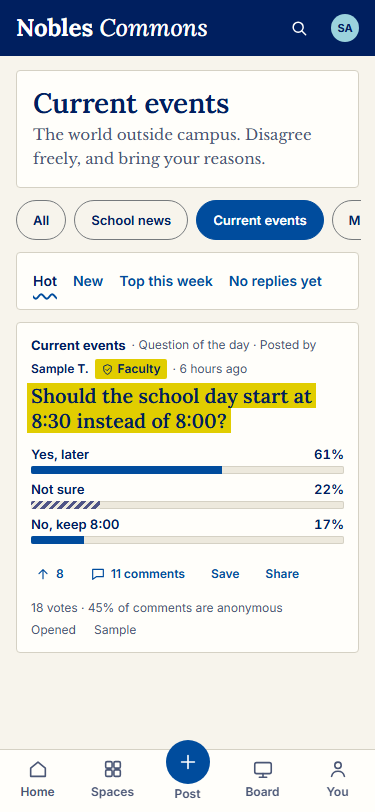 Nobles Commons
SA
Current events
The world outside campus. Disagree
freely, and bring your reasons.
All
School news
Current events
M
Hot
New
Top this week
No replies yet
Current events · Question of the day · Posted by
Sample T. Faculty · 6 hours ago
Should the school day start at
8:30 instead of 8:00?
Yes, later 61%
Not sure 22%
No, keep 8:00 17%
8
11 comments
Save
Share
18 votes · 45% of comments are anonymous
Opened Sample
Home
Spaces
Post
Board
You